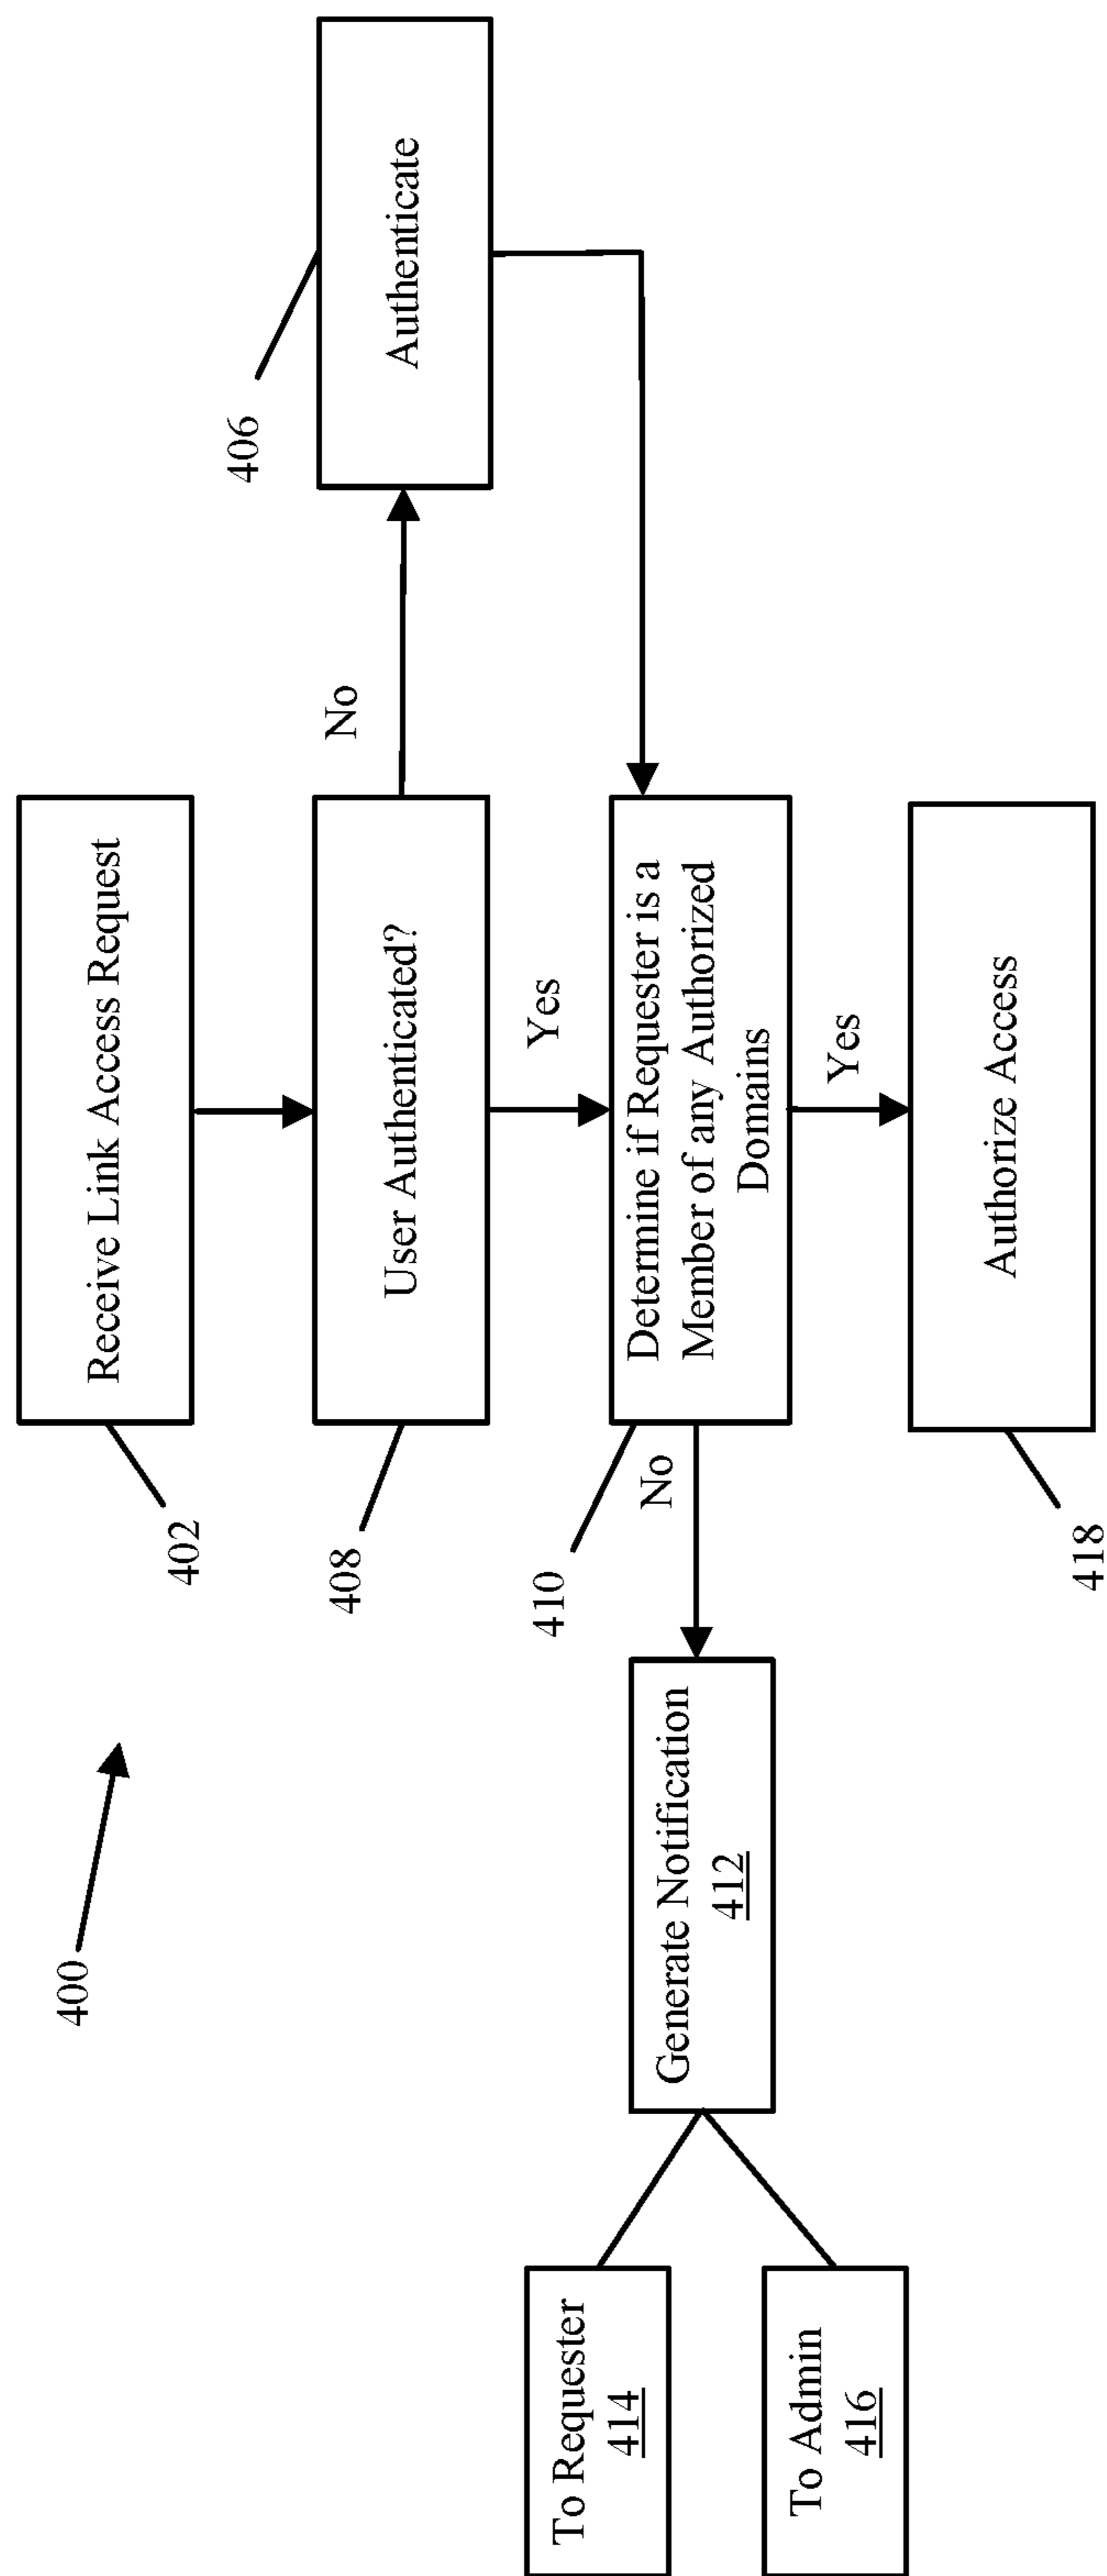 400
402
Receive Link Access Request
408
User Authenticated?
No
406
Authenticate
Yes
410
Determine if Requester is a
Member of any Authorized
Domains
No
Generate Notification
412
To Requester
414
To Admin
416
Yes
418
Authorize Access